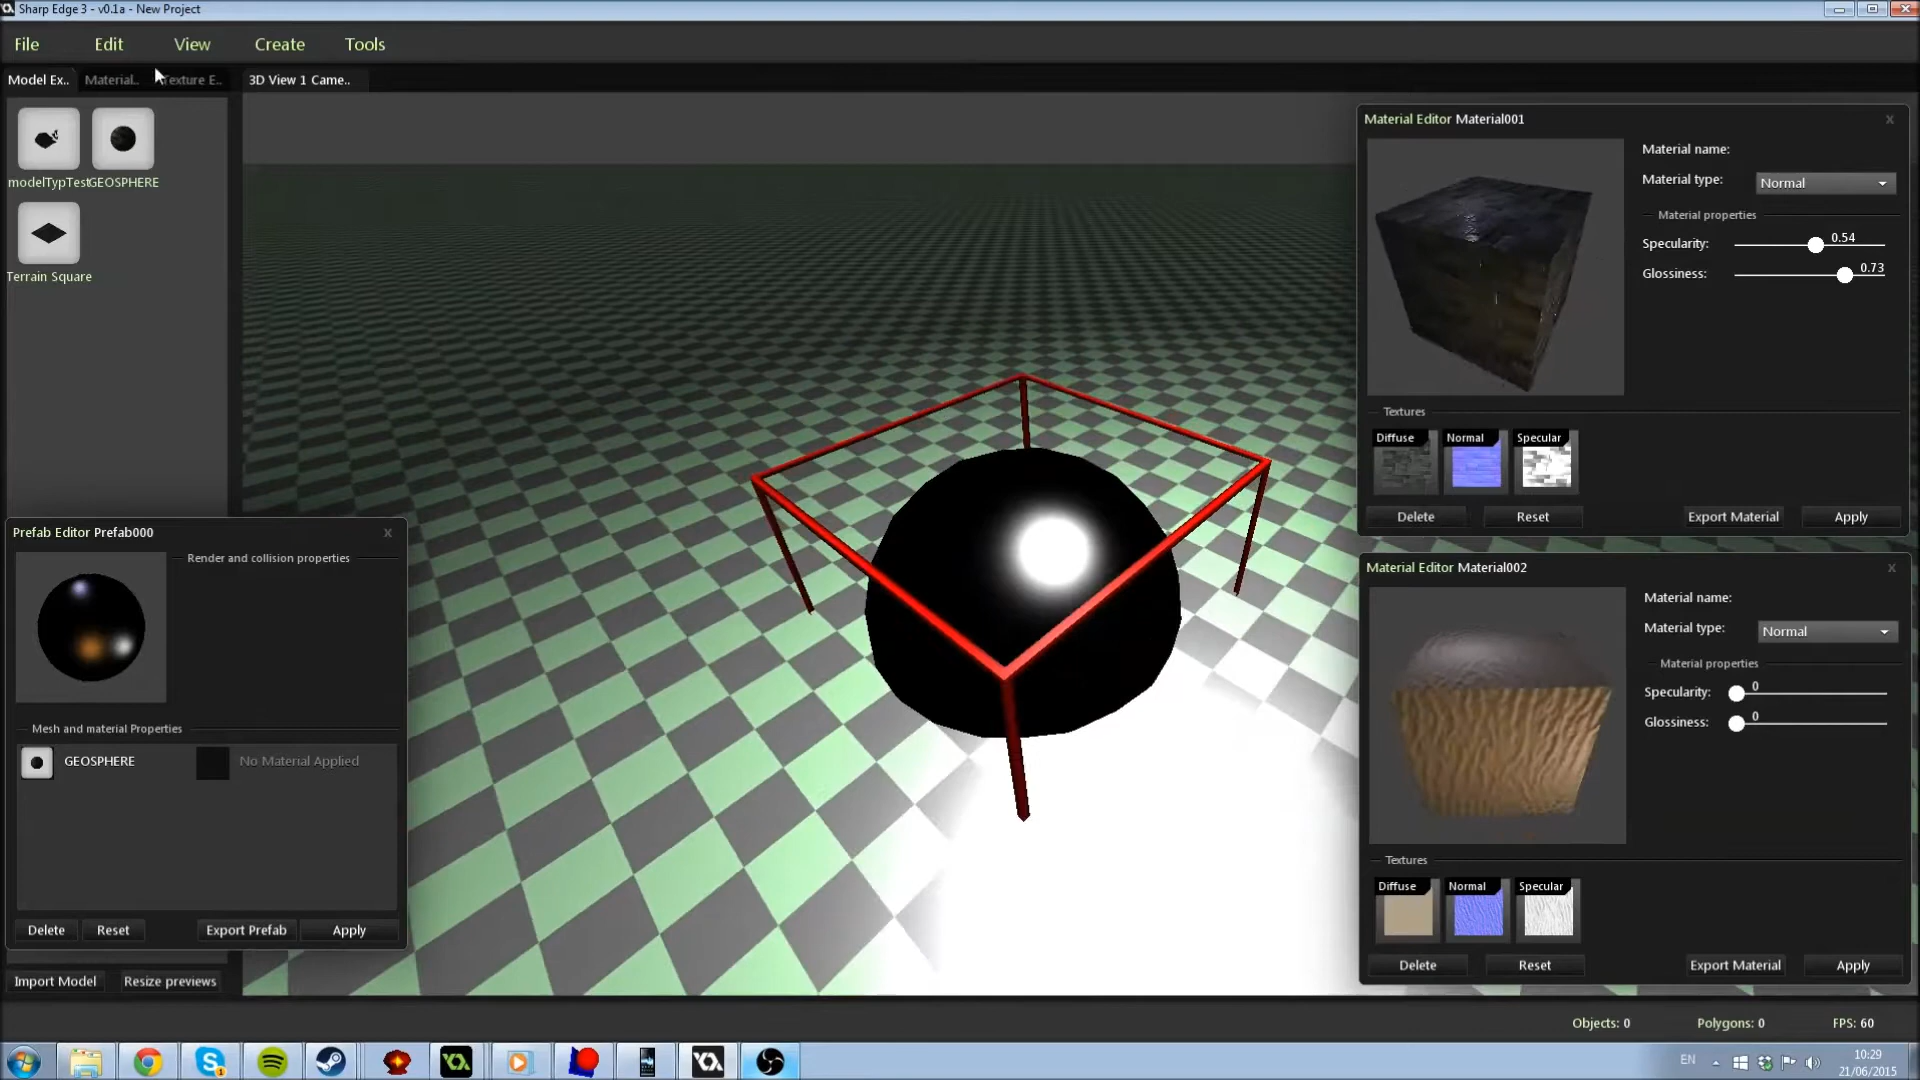 Sharp Edge 3 - v0.1a - New Project
File Edit View Create Tools
Model Ex.. Material.. Texture E.. 3D View 1 Came..
modelTypTest GEOSPHERE
Terrain Square
Material Editor Material001 x
Material name:
Material type: Normal
Material properties
Specularity: 0.54
Glossiness: 0.73
Textures
Diffuse Normal Specular
Delete Reset Export Material Apply
Prefab Editor Prefab000 x
Render and collision properties
Mesh and material Properties
GEOSPHERE No Material Applied
Delete Reset Export Prefab Apply
Import Model Resize previews
Material Editor Material002 x
Material name:
Material type: Normal
Material properties
Specularity: 0
Glossiness: 0
Textures
Diffuse Normal Specular
Delete Reset Export Material Apply
Objects: 0 Polygons: 0 FPS: 60
EN 10:29
21/06/2015